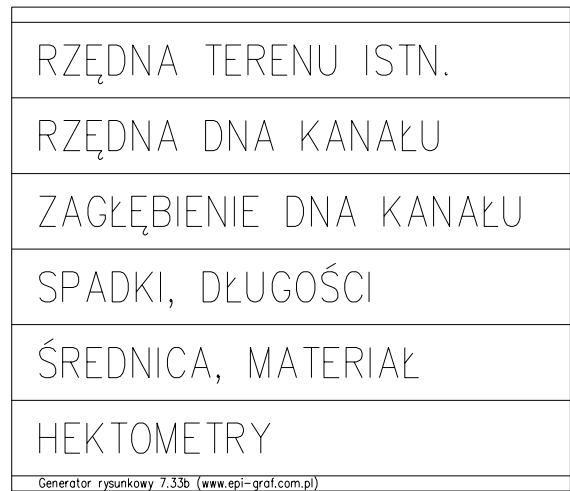 RZĘDNA TERENU ISTN.
RZĘDNA DNA KANAŁU
ZAGŁĘBIENIE DNA KANAŁU
SPADKI, DŁUGOŚCI
ŚREDNICA, MATERIAŁ
HEKTOMETRY
Generator rysunkowy 7.33b (www.epi-graf.com.pl)